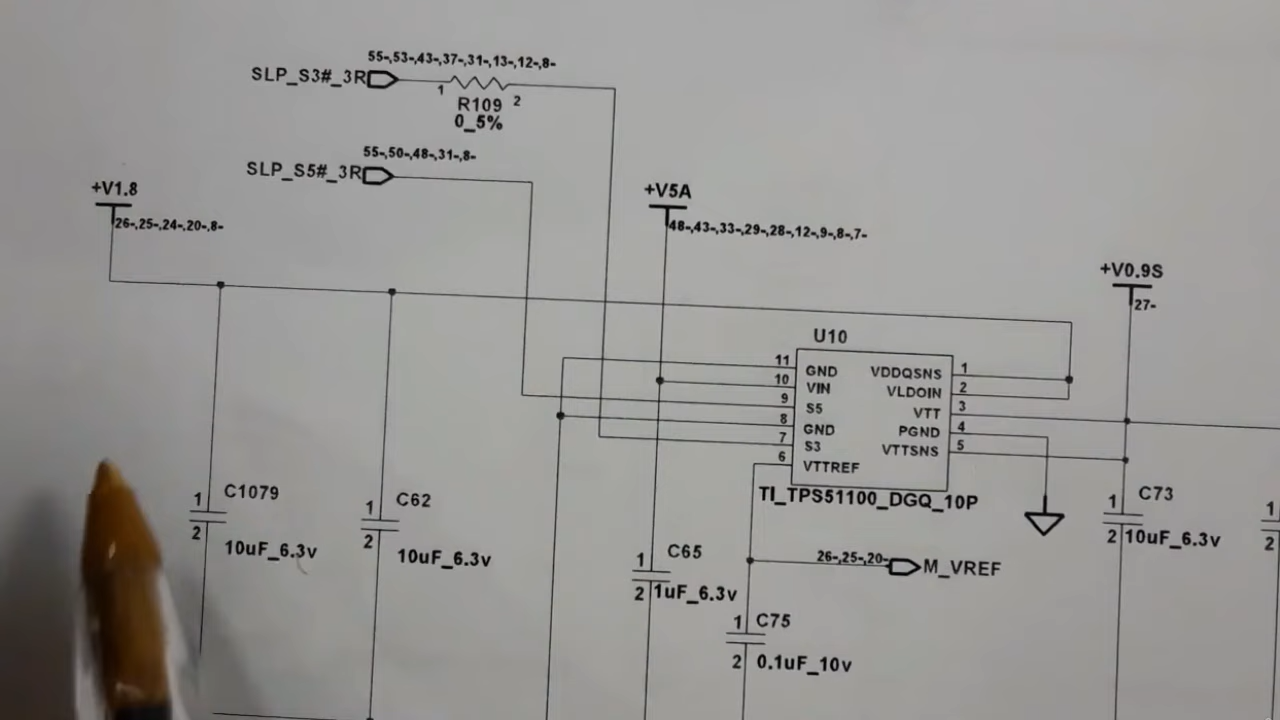 55-,53-,43-,37-,31-,13-,12-,8-
SLP_S3#_3R
1
2
R109
0_5%
55-,50-,48-,31-,8-
SLP_S5#_3R
+V1.8
26-,25-,24-,20-,8-
+V5A
48-,43-,33-,29-,28-,12-,9-,8-,7-
+V0.9S
27-
U10
11 GND VDDQSNS 1
10 VIN VLDOIN 2
9 S5 VTT 3
8 GND PGND 4
7 S3 VTTSNS 5
6 VTTREF
TI_TPS51100_DGQ_10P
1 C1079
2
10uF_6.3v
1 C62
2
10uF_6.3v
1 C65
2 1uF_6.3v
26-,25-,20-
M_VREF
1 C75
2 0.1uF_10v
1 C73
2 10uF_6.3v
1
2